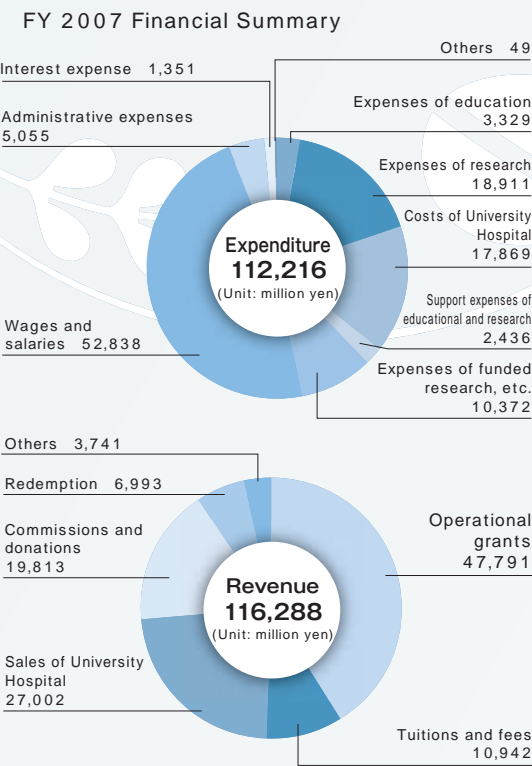 FY 2007 Financial Summary
Others 49
Interest expense 1,351
Expenses of education
3,329
Administrative expenses
5,055
Expenses of research
18,911
Costs of University
Hospital
17,869
Expenditure
112,216
(Unit: million yen)
Support expenses of
educational and research
2,436
Wages and
salaries 52,838
Expenses of funded
research, etc.
10,372
Others 3,741
Redemption 6,993
Commissions and
donations
19,813
Operational
grants
47,791
Revenue
116,288
(Unit: million yen)
Sales of University
Hospital
27,002
Tuitions and fees
10,942